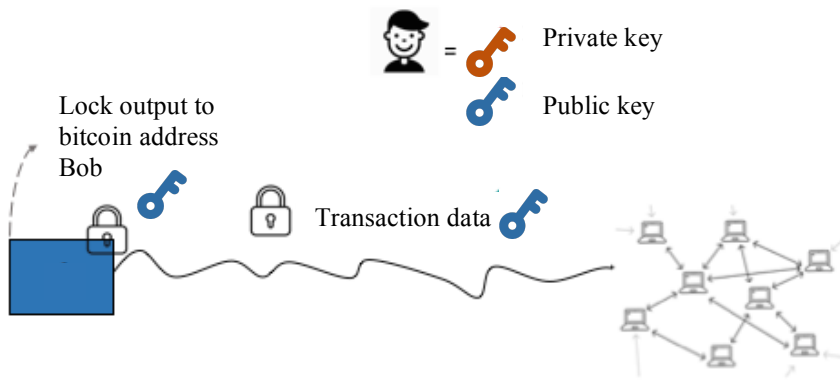 = Private key
Public key
Lock output to
bitcoin address
Bob
Transaction data